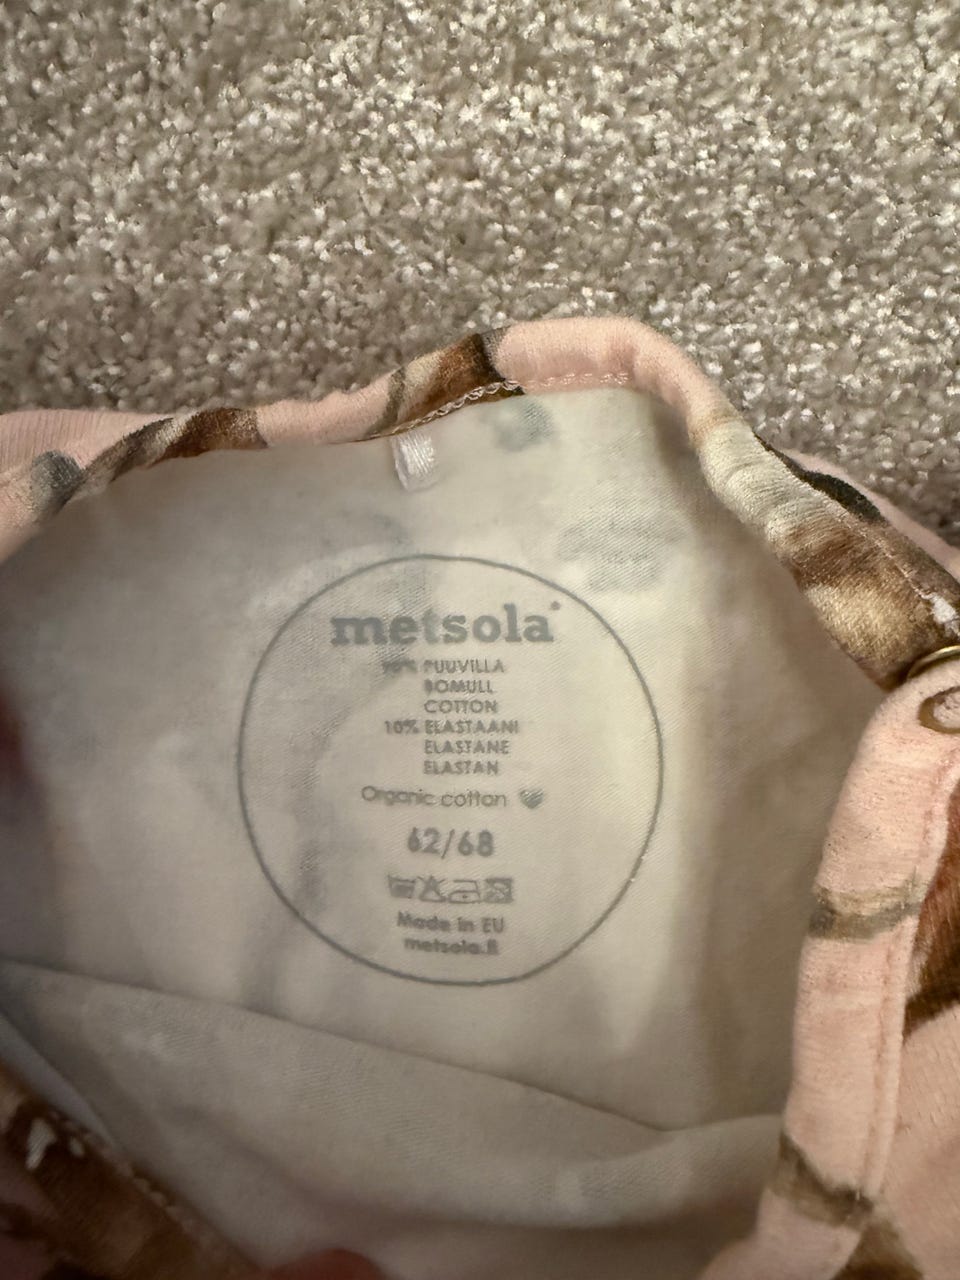 metsola
90% PUUVILLA
BOMULL
COTTON
10% ELASTAANI
ELASTANE
ELASTAN
Organic cotton
62/68
Made in EU
metsola.fi